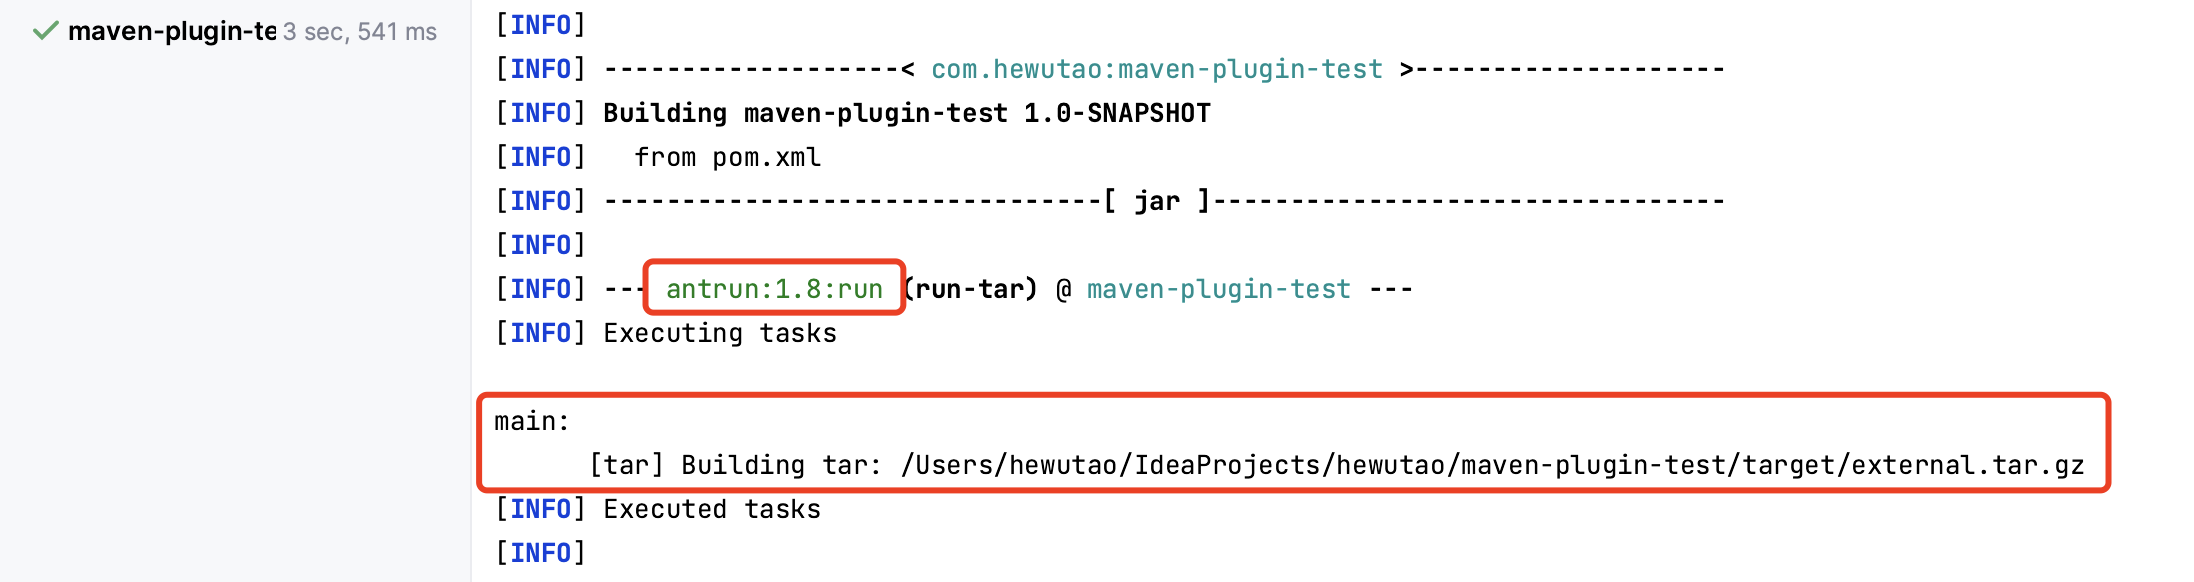 maven-plugin-te 3 sec, 541 ms
[INFO]
[INFO] -------------------< com.hewutao:maven-plugin-test >--------------------
[INFO] Building maven-plugin-test 1.0-SNAPSHOT
[INFO]   from pom.xml
[INFO] --------------------------------[ jar ]---------------------------------
[INFO]
[INFO] --- antrun:1.8:run (run-tar) @ maven-plugin-test ---
[INFO] Executing tasks
main:
      [tar] Building tar: /Users/hewutao/IdeaProjects/hewutao/maven-plugin-test/target/external.tar.gz
[INFO] Executed tasks
[INFO]